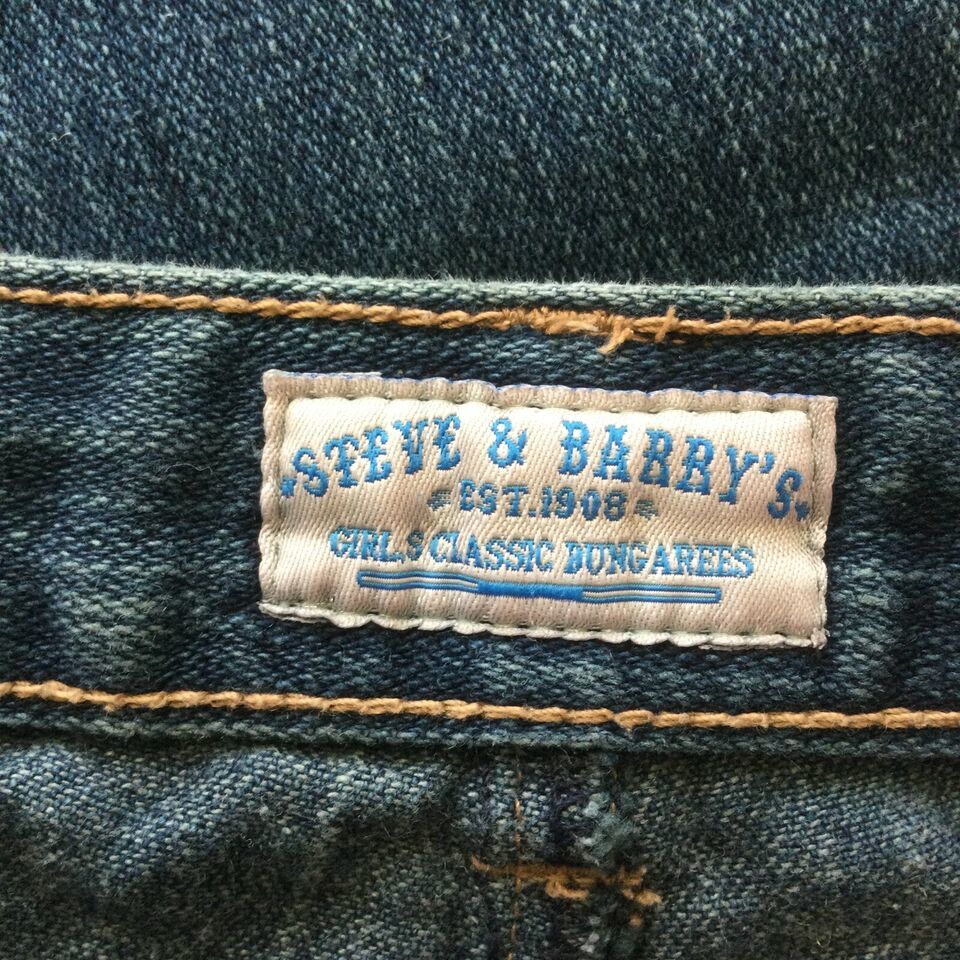 STEVE & BARRY'S
EST.1908
GIRL,S CLASSIC DUNGAREES